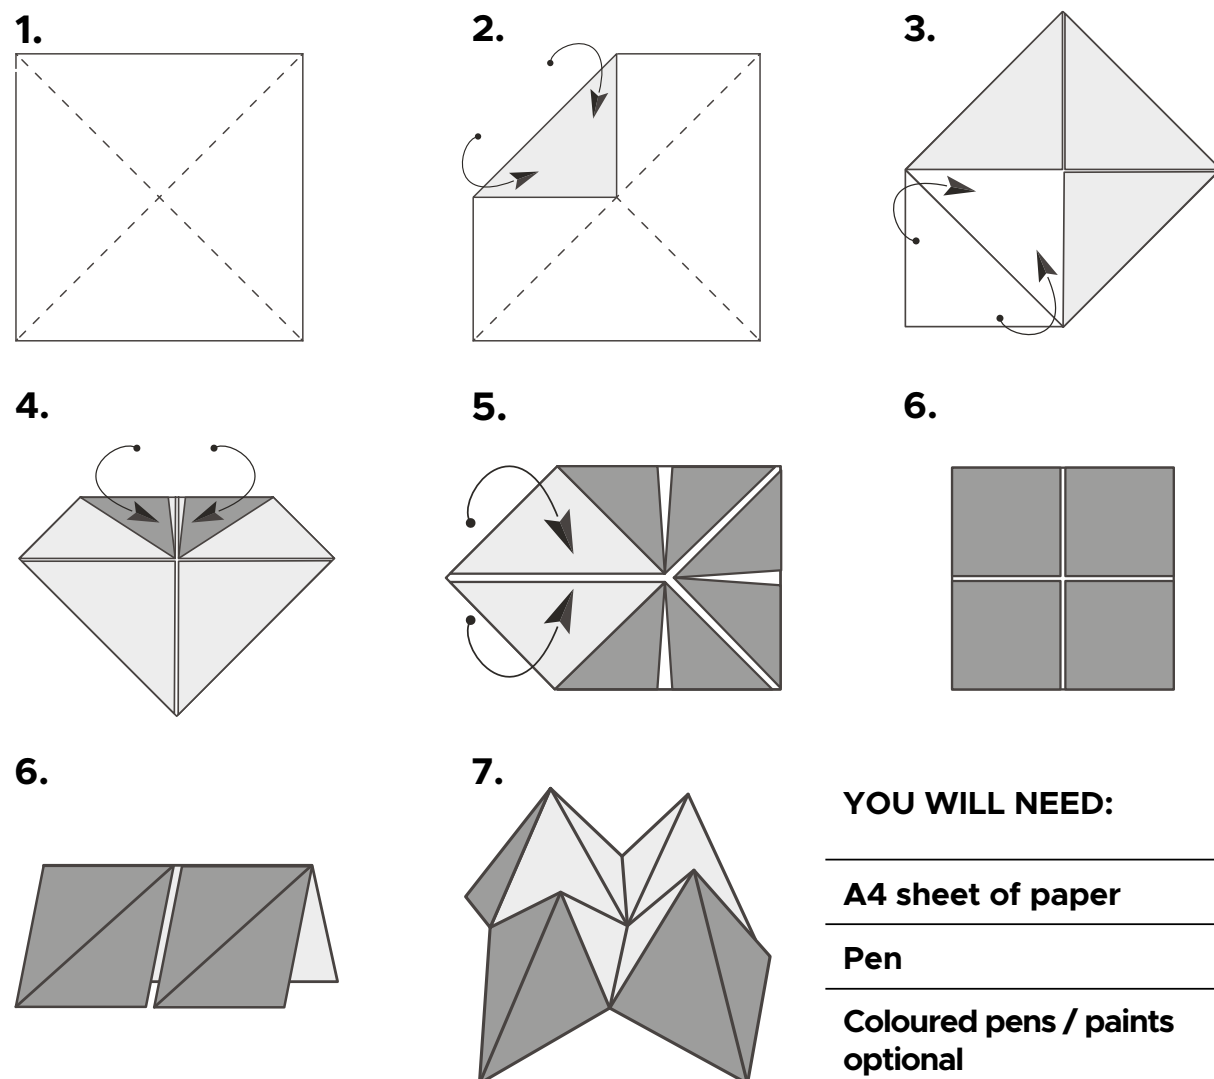 1.
2.
3.
4.
5.
6.
6.
7.
YOU WILL NEED:
A4 sheet of paper
Pen
Coloured pens / paints
optional